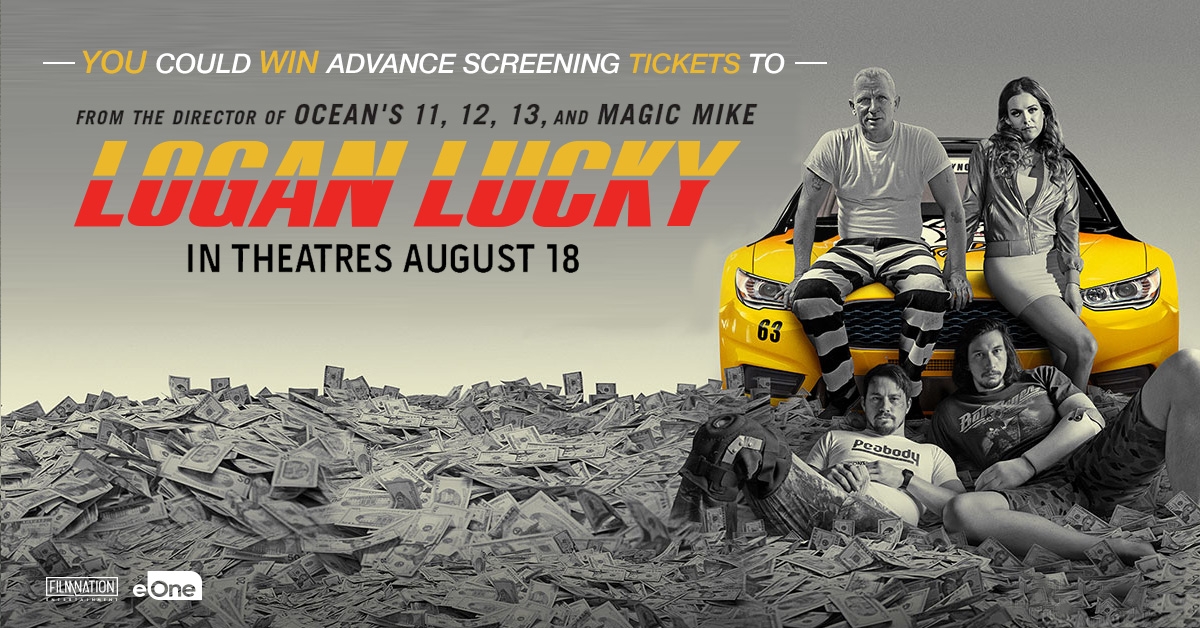 YOU COULD WIN ADVANCE SCREENING TICKETS TO
FROM THE DIRECTOR OF OCEAN'S 11, 12, 13, AND MAGIC MIKE
LOGAN LUCKY
IN THEATRES AUGUST 18
63
Peabody
FILMNATION
ENTERTAINMENT
eOne